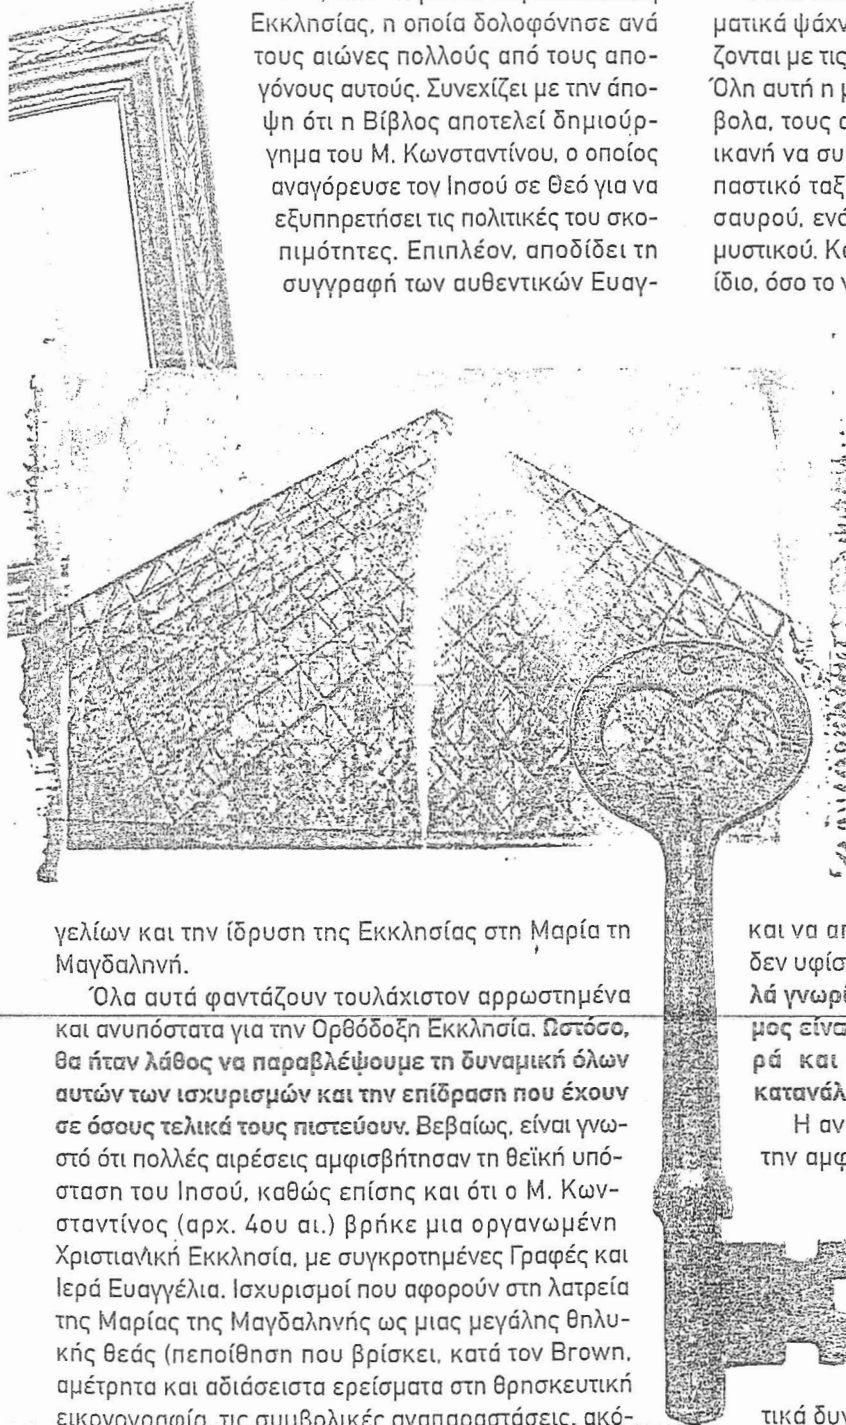 Εκκλησίας, η οποία δολοφόνησε ανά
τους αιώνες πολλούς από τους απο-
γόνους αυτούς. Συνεχίζει με την άπο-
ψη ότι η Βίβλος αποτελεί δημιούρ-
γημα του Μ. Κωνσταντίνου, ο οποίος
αναγόρευσε τον Ιησού σε Θεό για να
εξυπηρετήσει τις πολιτικές του σκο-
πιμότητες. Επιπλέον, αποδίδει τη
συγγραφή των αυθεντικών Ευαγ-
γελίων και την ίδρυση της Εκκλησίας στη Μαρία τη
Μαγδαληνή.
Όλα αυτά φαντάζουν τουλάχιστον αρρωστημένα
και ανυπόστατα για την Ορθόδοξη Εκκλησία. Ωστόσο,
θα ήταν λάθος να παραβλέψουμε τη δυναμική όλων
αυτών των ισχυρισμών και την επίδραση που έχουν
σε όσους τελικά τους πιστεύουν. Βεβαίως, είναι γνω-
στό ότι πολλές αιρέσεις αμφισβήτησαν τη θεϊκή υπό-
σταση του Ιησού, καθώς επίσης και ότι ο Μ. Κων-
σταντίνος (αρχ. 4ου αι.) βρήκε μια οργανωμένη
Χριστιανική Εκκλησία, με συγκροτημένες Γραφές και
Ιερά Ευαγγέλια. Ισχυρισμοί που αφορούν στη λατρεία
της Μαρίας της Μαγδαληνής ως μιας μεγάλης θηλυ-
κής θεάς (πεποίθηση που βρίσκει, κατά τον Brown,
αμέτρητα και αδιάσειστα ερείσματα στη θρησκευτική
εικονογραφία, τις συμβολικές αναπαραστάσεις, ακό-
ματικά ψάχν
ζονται με τις
Όλη αυτή η μ
βολα, τους α
ικανή να συ
παστικό ταξ
σαυρού, ενό
μυστικού. Κα
ίδιο, όσο το ν
και να απ
δεν υφίσ
λά γνωρί
μος είνα
ρά και
κατανάλ
Η αν
την αμφ
τικά δυν